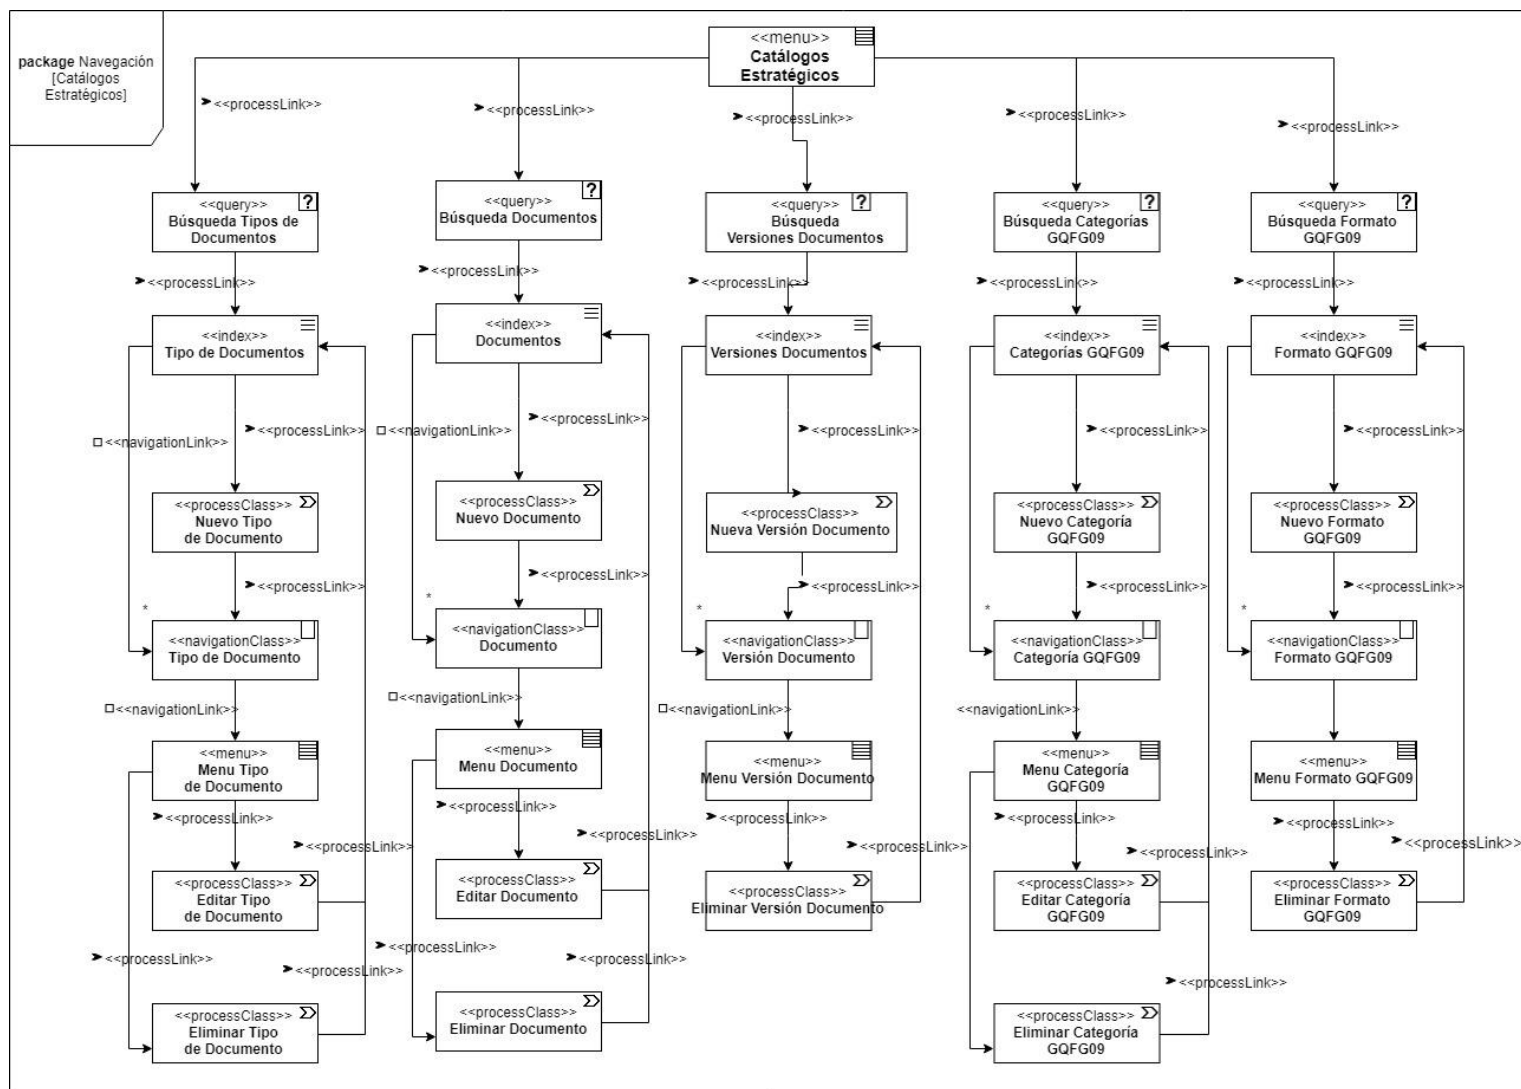 package Navegación
[Catálogos
Estratégicos]
<<menu>>
Catálogos
Estratégicos
<<processLink>>
<<processLink>>
<<processLink>>
<<processLink>>
<<processLink>>
<<query>>
Búsqueda Tipos de
Documentos
<<query>>
Búsqueda Documentos
<<query>>
Búsqueda
Versiones Documentos
<<query>>
Búsqueda Categorías
GQFG09
<<query>>
Búsqueda Formato
GQFG09
<<processLink>>
<<processLink>>
<<processLink>>
<<processLink>>
<<processLink>>
<<index>>
Tipo de Documentos
<<index>>
Documentos
<<index>>
Versiones Documentos
<<index>>
Categorías GQFG09
<<index>>
Formato GQFG09
<<navigationLink>>
<<processLink>>
<<navigationLink>>
<<processLink>>
<<processLink>>
<<processLink>>
<<processLink>>
<<processClass>>
Nuevo Tipo
de Documento
<<processClass>>
Nuevo Documento
<<processClass>>
Nueva Versión Documento
<<processClass>>
Nuevo Categoría
GQFG09
<<processClass>>
Nuevo Formato
GQFG09
<<processLink>>
<<processLink>>
<<processLink>>
<<processLink>>
<<processLink>>
*
*
*
*
*
<<navigationClass>>
Tipo de Documento
<<navigationClass>>
Documento
<<navigationClass>>
Versión Documento
<<navigationClass>>
Categoría GQFG09
<<navigationClass>>
Formato GQFG09
<<navigationLink>>
<<navigationLink>>
<<navigationLink>>
<<navigationLink>>
<<menu>>
Menu Tipo
de Documento
<<menu>>
Menu Documento
<<menu>>
Menu Versión Documento
<<menu>>
Menu Categoría
GQFG09
<<menu>>
Menu Formato GQFG09
<<processLink>>
<<processLink>>
<<processLink>>
<<processLink>>
<<processLink>>
<<processLink>>
<<processLink>>
<<processLink>>
<<processLink>>
<<processLink>>
<<processClass>>
Editar Tipo
de Documento
<<processClass>>
Editar Documento
<<processClass>>
Eliminar Versión Documento
<<processClass>>
Editar Categoría
GQFG09
<<processClass>>
Eliminar Formato
GQFG09
<<processLink>>
<<processLink>>
<<processLink>>
<<processLink>>
<<processLink>>
<<processClass>>
Eliminar Tipo
de Documento
<<processClass>>
Eliminar Documento
<<processClass>>
Eliminar Categoría
GQFG09